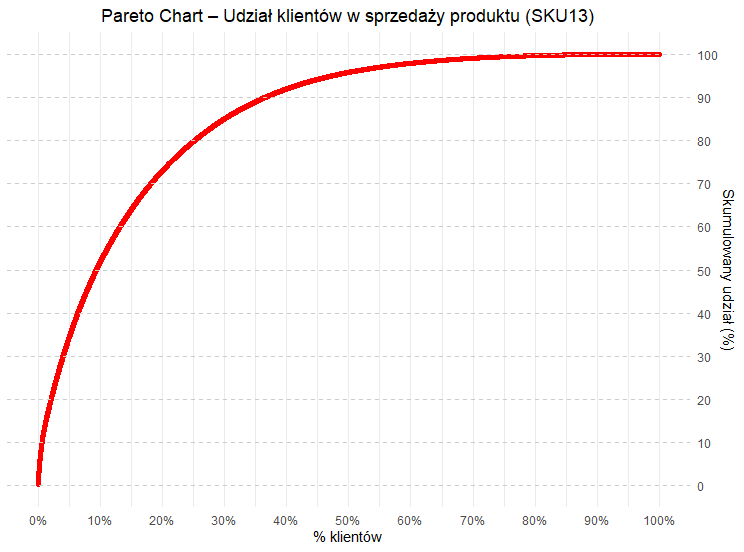 Pareto Chart – Udział klientów w sprzedaży produktu (SKU13)
100
90
80
70
60
50
40
30
20
10
0
Skumulowany udział (%)
0% 10% 20% 30% 40% 50% 60% 70% 80% 90% 100%
% klientów